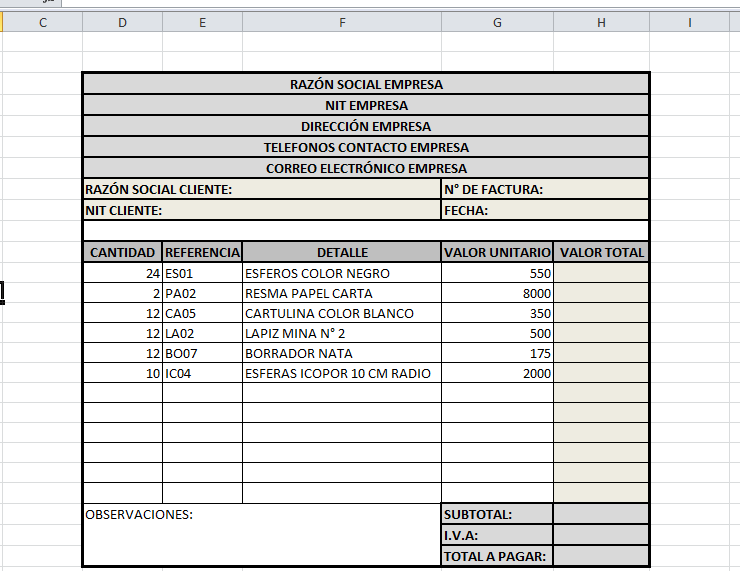 C D E F G H I
RAZÓN SOCIAL EMPRESA
NIT EMPRESA
DIRECCIÓN EMPRESA
TELEFONOS CONTACTO EMPRESA
CORREO ELECTRÓNICO EMPRESA
RAZÓN SOCIAL CLIENTE: N° DE FACTURA:
NIT CLIENTE: FECHA:
CANTIDAD REFERENCIA DETALLE VALOR UNITARIO VALOR TOTAL
24 ES01 ESFEROS COLOR NEGRO 550
2 PA02 RESMA PAPEL CARTA 8000
12 CA05 CARTULINA COLOR BLANCO 350
12 LA02 LAPIZ MINA N° 2 500
12 BO07 BORRADOR NATA 175
10 IC04 ESFERAS ICOPOR 10 CM RADIO 2000
OBSERVACIONES: SUBTOTAL:
I.V.A:
TOTAL A PAGAR: